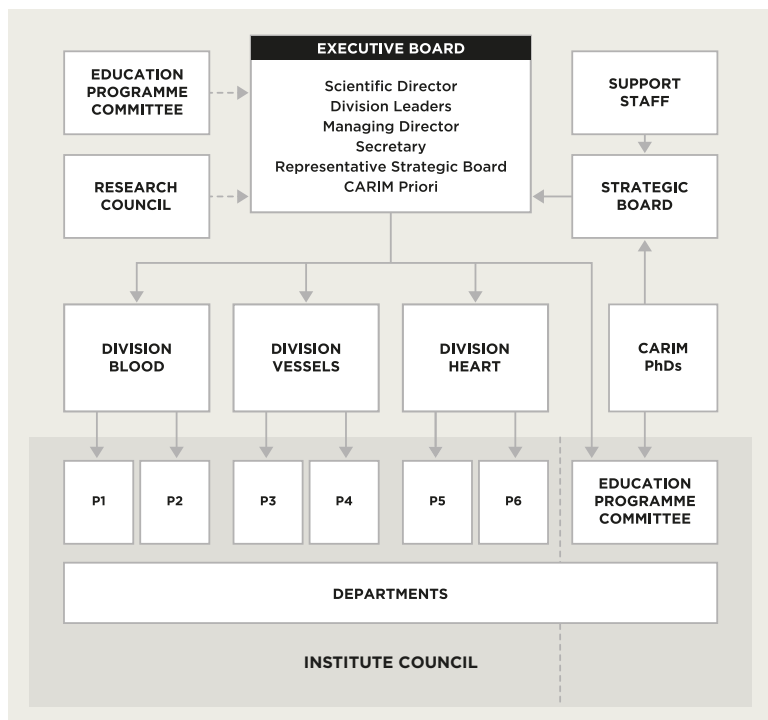 EXECUTIVE BOARD
Scientific Director
Division Leaders
Managing Director
Secretary
Representative Strategic Board
CARIM Priori
EDUCATION
PROGRAMME
COMMITTEE
RESEARCH
COUNCIL
SUPPORT
STAFF
STRATEGIC
BOARD
DIVISION
BLOOD
DIVISION
VESSELS
DIVISION
HEART
CARIM
PhDs
P1
P2
P3
P4
P5
P6
EDUCATION
PROGRAMME
COMMITTEE
DEPARTMENTS
INSTITUTE COUNCIL